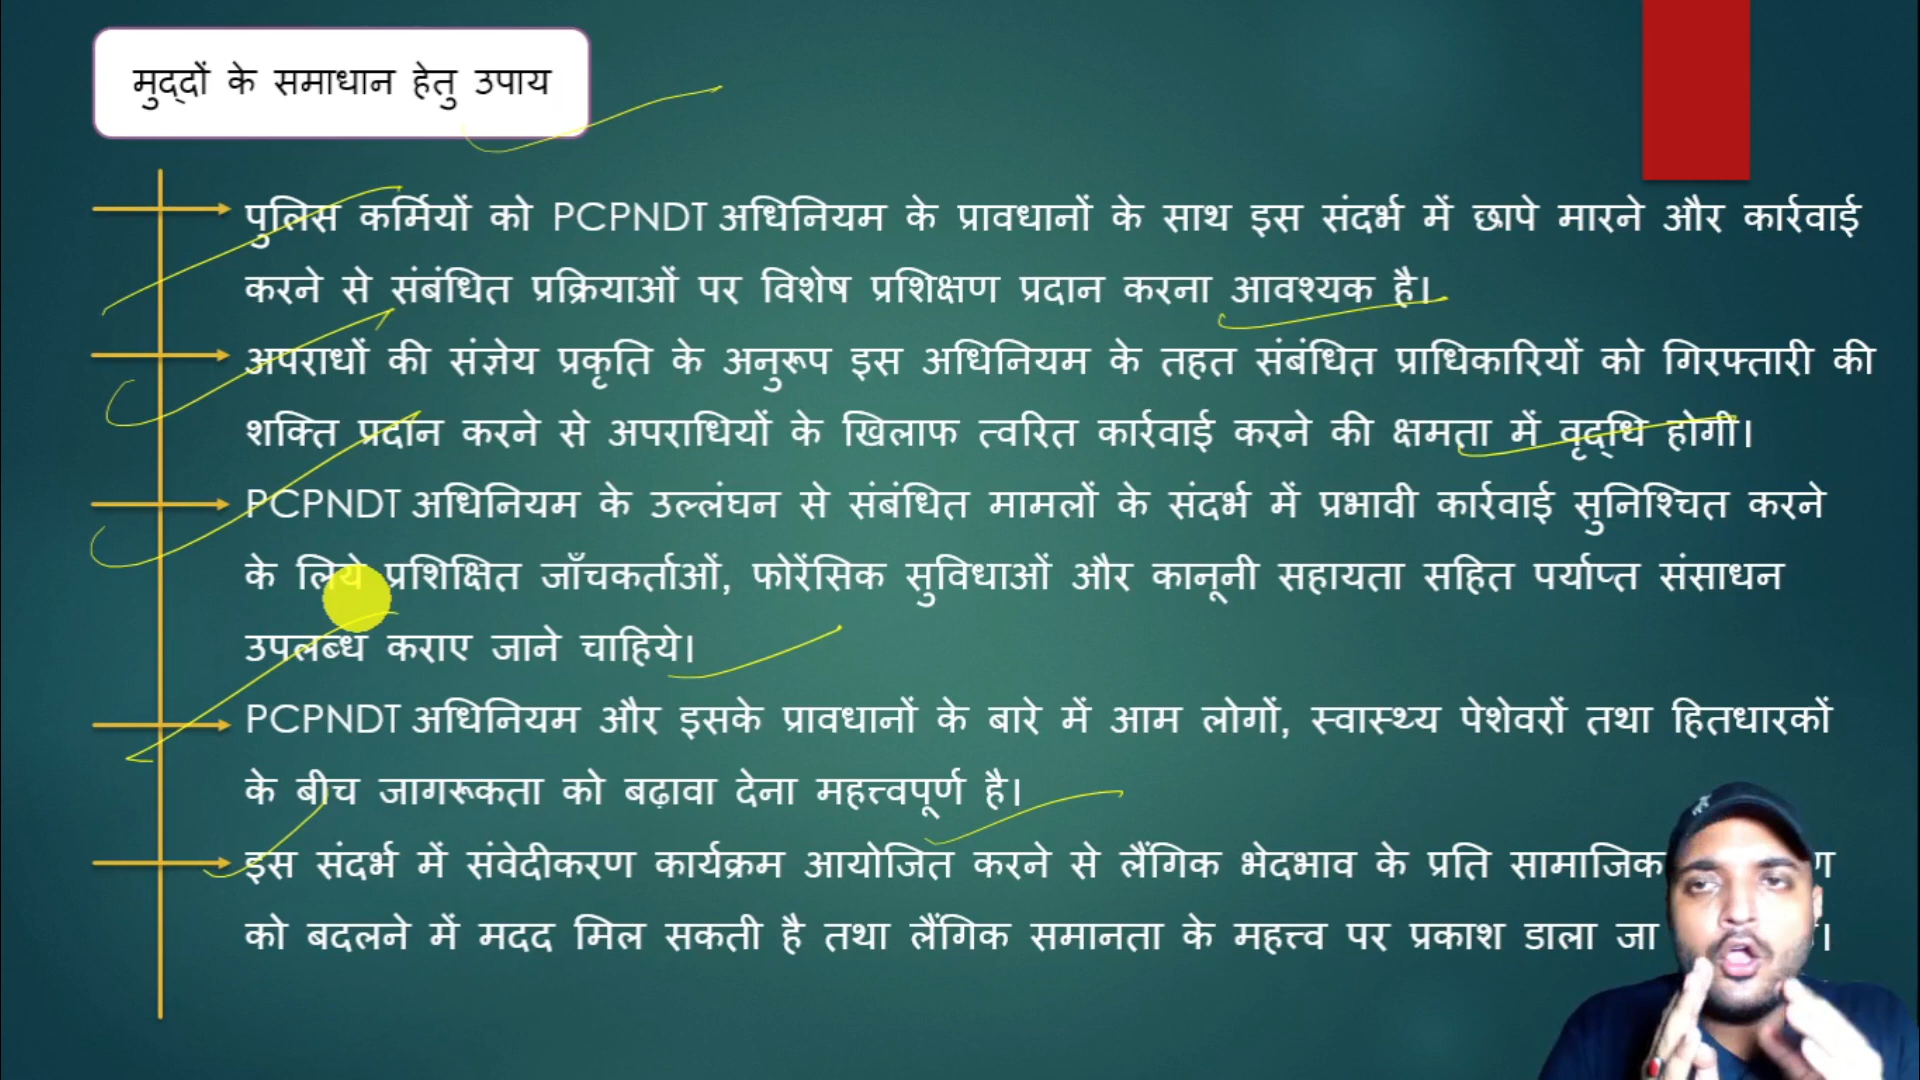 मुद्दों के समाधान हेतु उपाय
पुलिस कर्मियों को PCPNDT अधिनियम के प्रावधानों के साथ इस संदर्भ में छापे मारने और कार्रवाई
करने से संबंधित प्रक्रियाओं पर विशेष प्रशिक्षण प्रदान करना आवश्यक है।
अपराधों की संज्ञेय प्रकृति के अनुरूप इस अधिनियम के तहत संबंधित प्राधिकारियों को गिरफ्तारी की
शक्ति प्रदान करने से अपराधियों के खिलाफ त्वरित कार्रवाई करने की क्षमता में वृद्धि होगी।
PCPNDT अधिनियम के उल्लंघन से संबंधित मामलों के संदर्भ में प्रभावी कार्रवाई सुनिश्चित करने
के लिये प्रशिक्षित जाँचकर्ताओं, फोरेंसिक सुविधाओं और कानूनी सहायता सहित पर्याप्त संसाधन
उपलब्ध कराए जाने चाहिये।
PCPNDT अधिनियम और इसके प्रावधानों के बारे में आम लोगों, स्वास्थ्य पेशेवरों तथा हितधारकों
के बीच जागरूकता को बढ़ावा देना महत्त्वपूर्ण है।
इस संदर्भ में संवेदीकरण कार्यक्रम आयोजित करने से लैंगिक भेदभाव के प्रति सामाजिक
को बदलने में मदद मिल सकती है तथा लैंगिक समानता के महत्त्व पर प्रकाश डाला जा